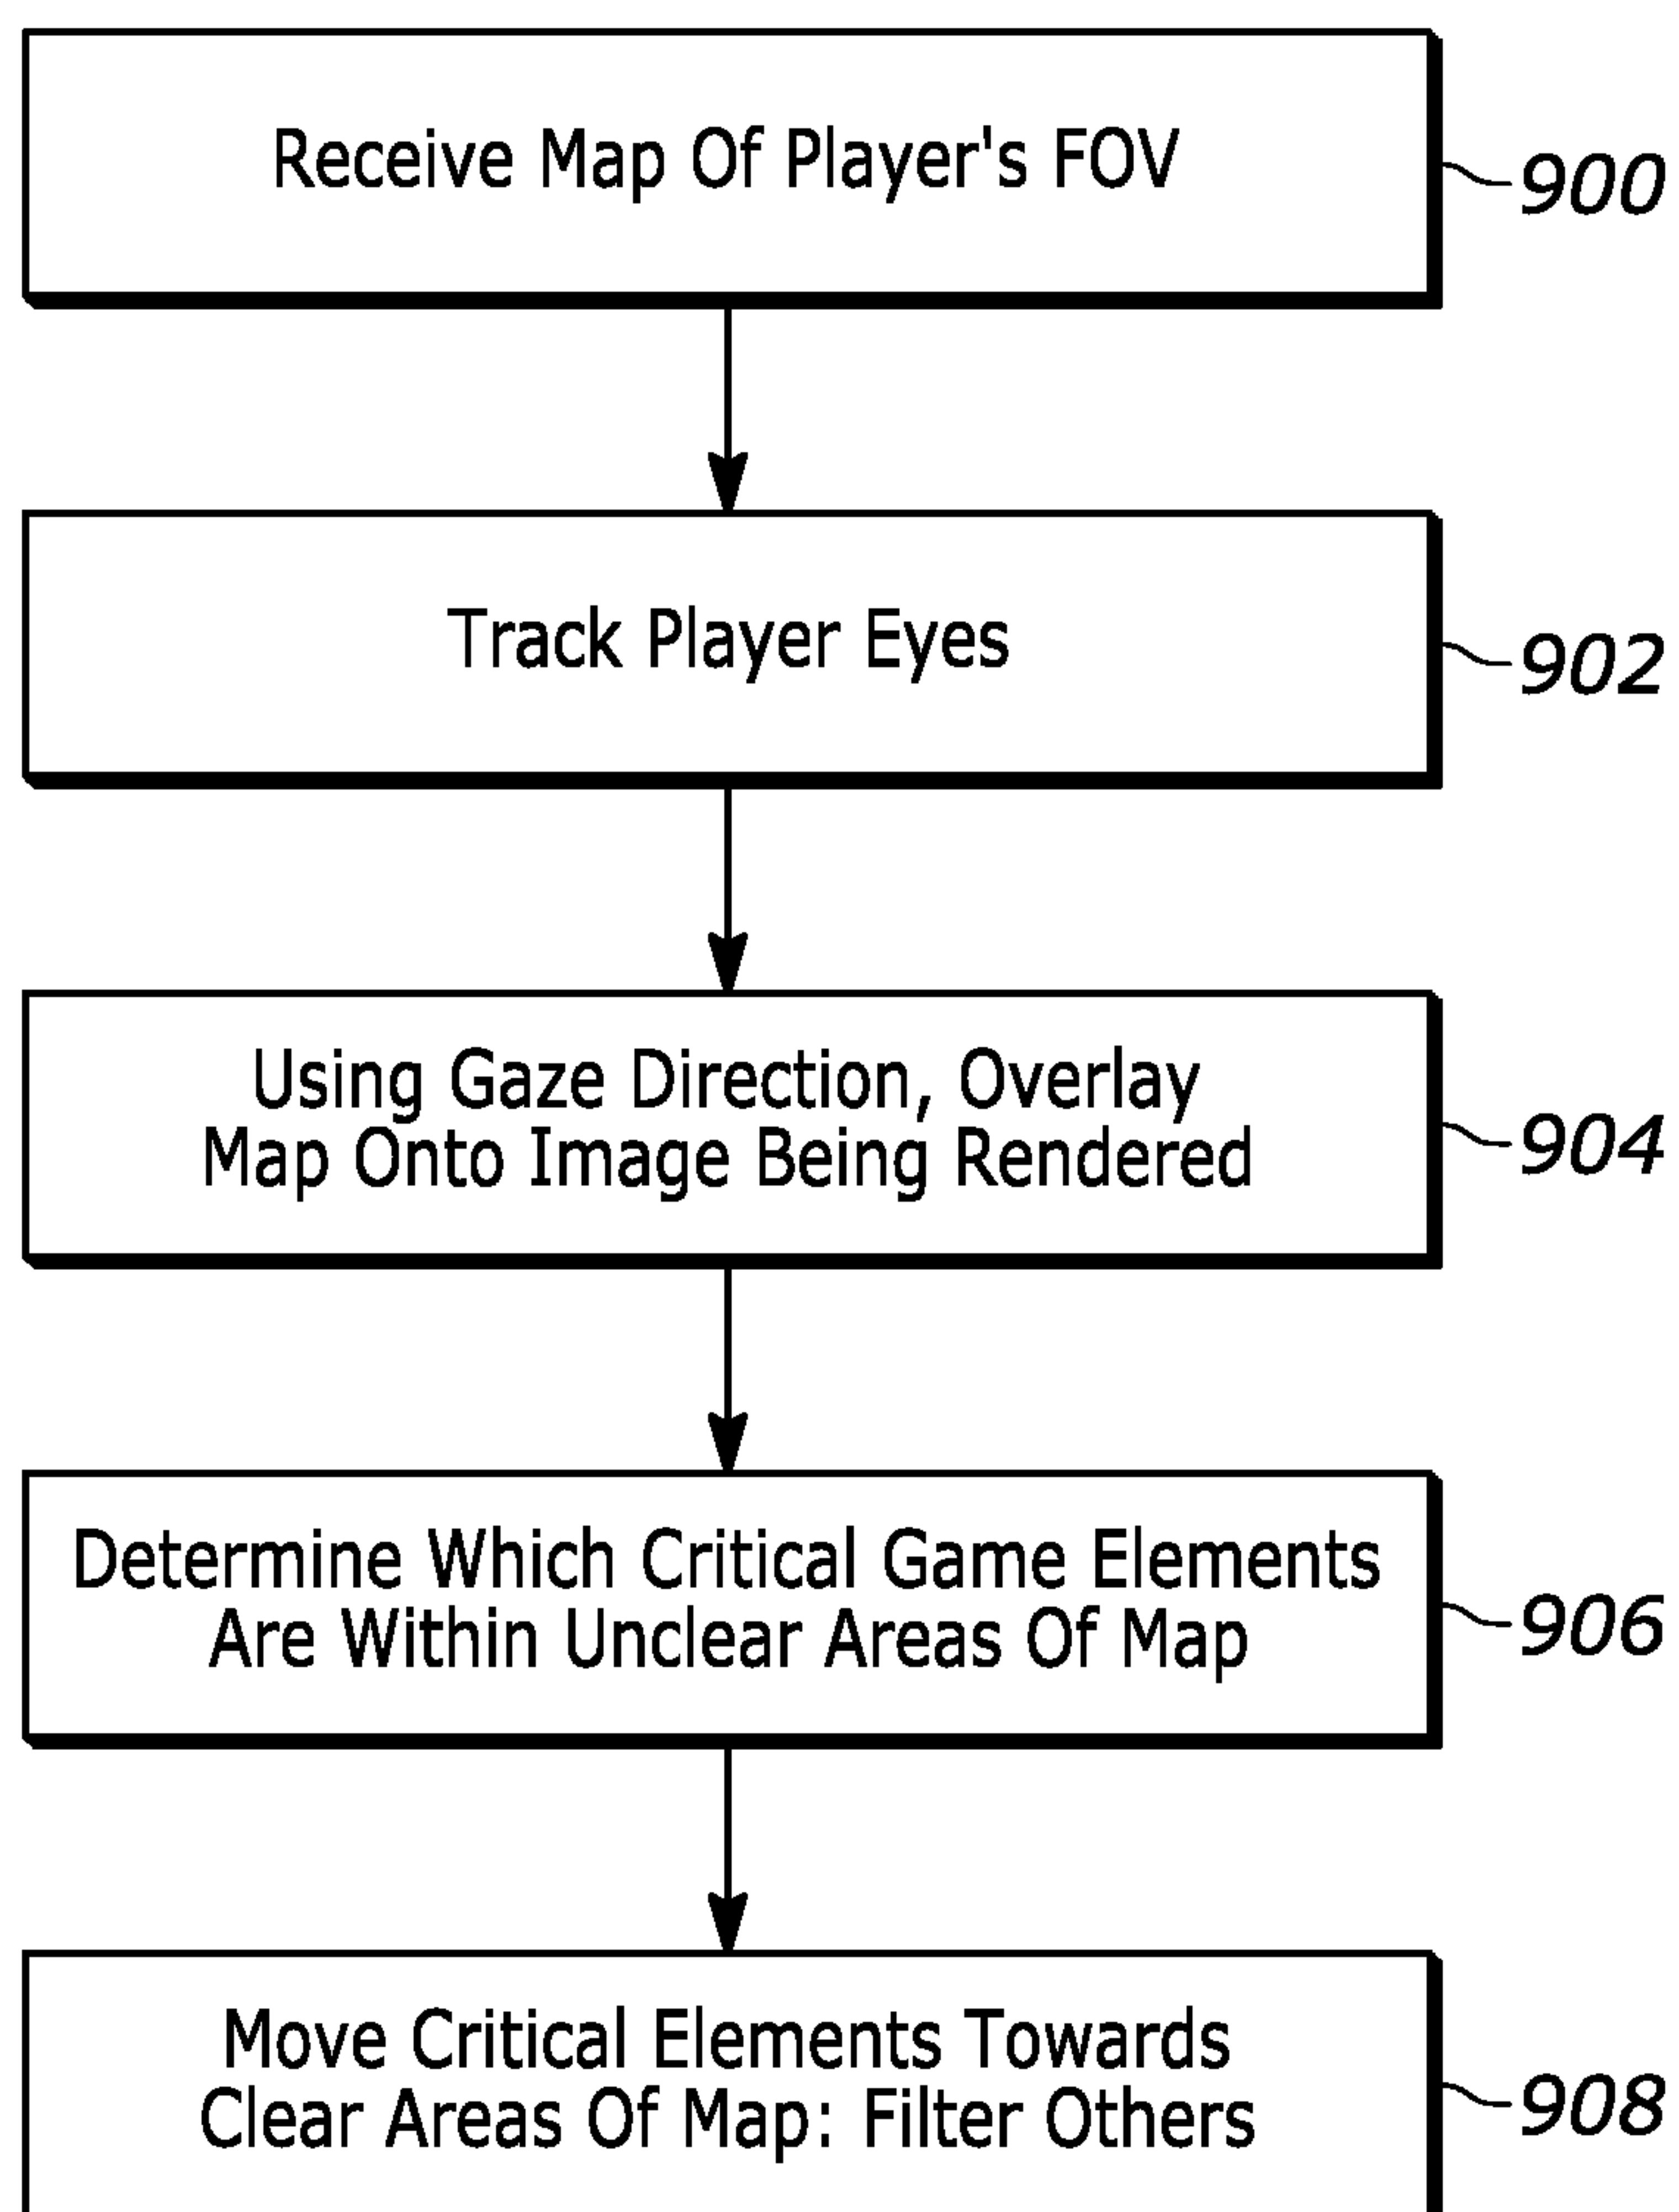 Receive Map Of Player's FOV
900
Track Player Eyes
902
Using Gaze Direction, Overlay
Map Onto Image Being Rendered
904
Determine Which Critical Game Elements
Are Within Unclear Areas Of Map
906
Move Critical Elements Towards
Clear Areas Of Map: Filter Others
908